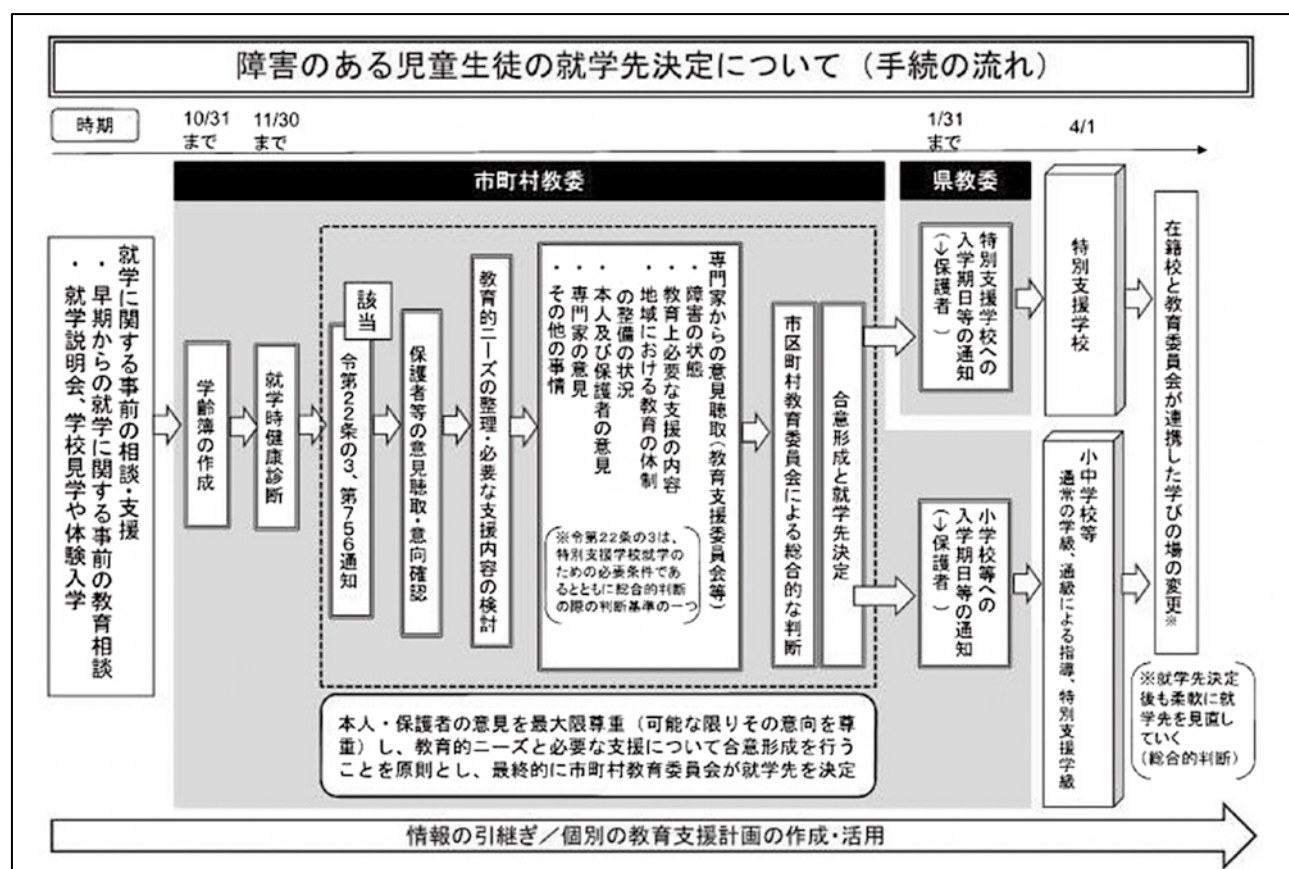 障害のある児童生徒の就学先決定について（手続の流れ）
時期
10/31
まで
11/30
まで
1/31
まで
4/1
市町村教委
県教委
就学に関する事前の相談・支援
・早期からの就学に関する事前の教育相談
・就学説明会、学校見学や体験入学
学齢簿の作成
就学時健康診断
該当
令第22条の3、第756通知
保護者等の意見聴取・意向確認
教育的ニーズの整理・必要な支援内容の検討
専門家からの意見聴取（教育支援委員会等）
・障害の状態
・教育上必要な支援の内容
・地域における教育の体制
の整備の状況
・本人及び保護者の意見
・専門家の意見
・その他の事情
※令第22条の3は、
特別支援学校就学の
ための必要条件であ
るとともに総合的判断
の際の判断基準の一つ
市区町村教育委員会による総合的な判断
合意形成と就学先決定
特別支援学校への
入学期日等の通知
（↓保護者）
小学校等への
入学期日等の通知
（↓保護者）
特別支援学校
小中学校等
通常の学級、通級による指導、特別支援学級
在籍校と教育委員会が連携した学びの場の変更※
※就学先決定
後も柔軟に就
学先を見直し
ていく
（総合的判断）
本人・保護者の意見を最大限尊重（可能な限りその意向を尊
重）し、教育的ニーズと必要な支援について合意形成を行う
ことを原則とし、最終的に市町村教育委員会が就学先を決定
情報の引継ぎ／個別の教育支援計画の作成・活用